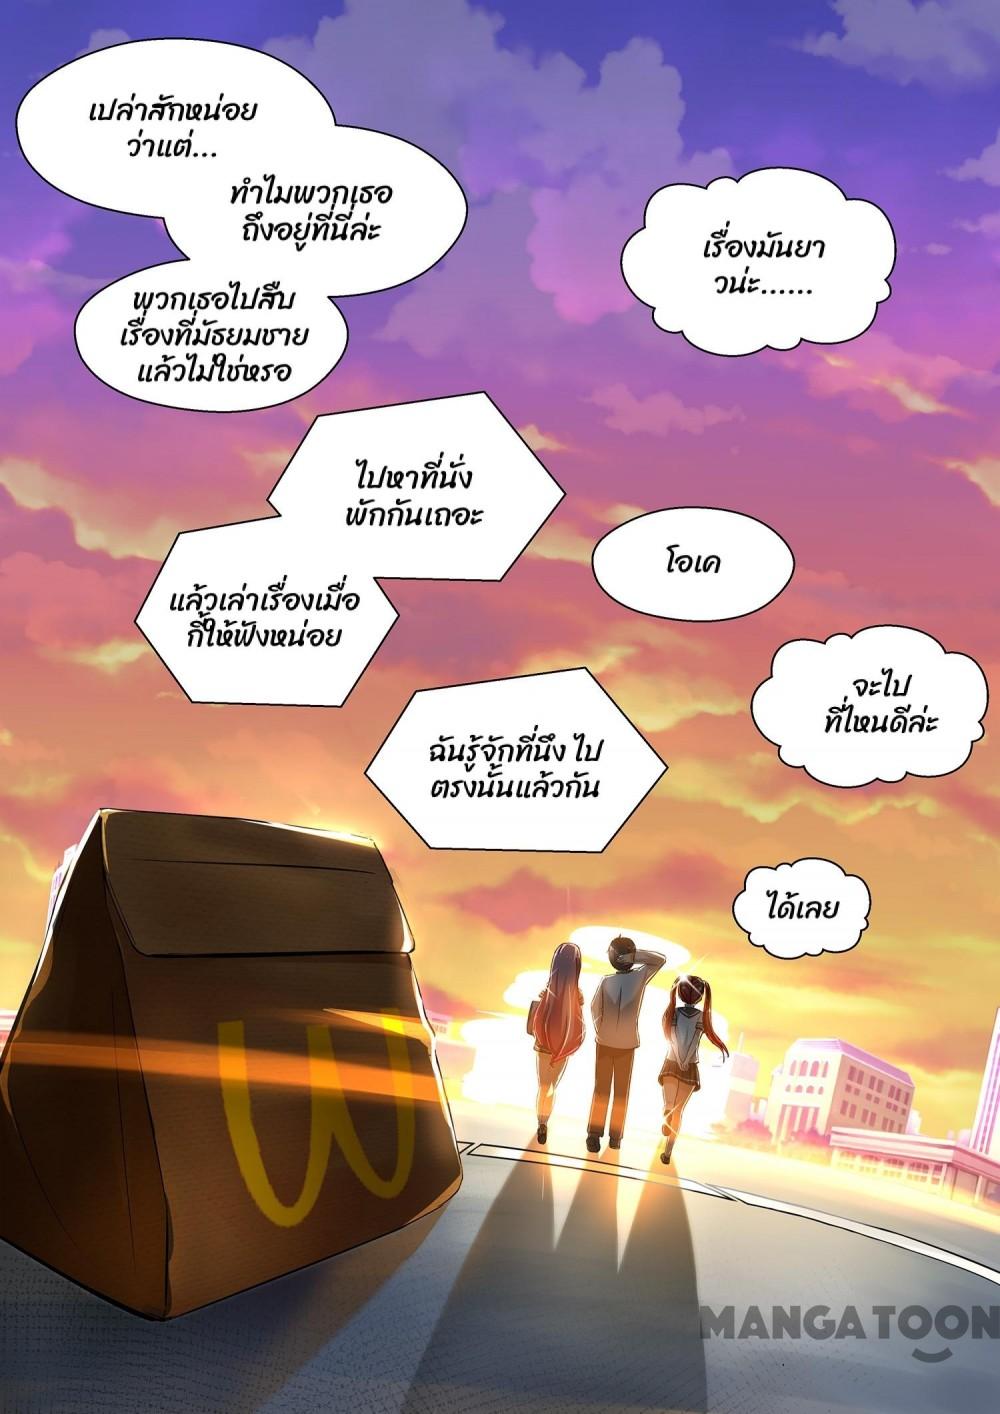 เปล่าสักหน่อย
ว่าแต่...
ทำไมพวกเธอ
ถึงอยู่ที่นี่ล่ะ
พวกเธอไปสืบ
เรื่องที่มัธยมชาย
แล้วไม่ใช่หรอ
เรื่องมันยา
วน่ะ......
ไปหาที่นั่ง
พักกันเถอะ
แล้วเล่าเรื่องเมื่อ
กี้ให้ฟังหน่อย
โอเค
จะไป
ที่ไหนดีล่ะ
ฉันรู้จักที่นึง ไป
ตรงนั้นแล้วกัน
ได้เลย
W
MANGATOON